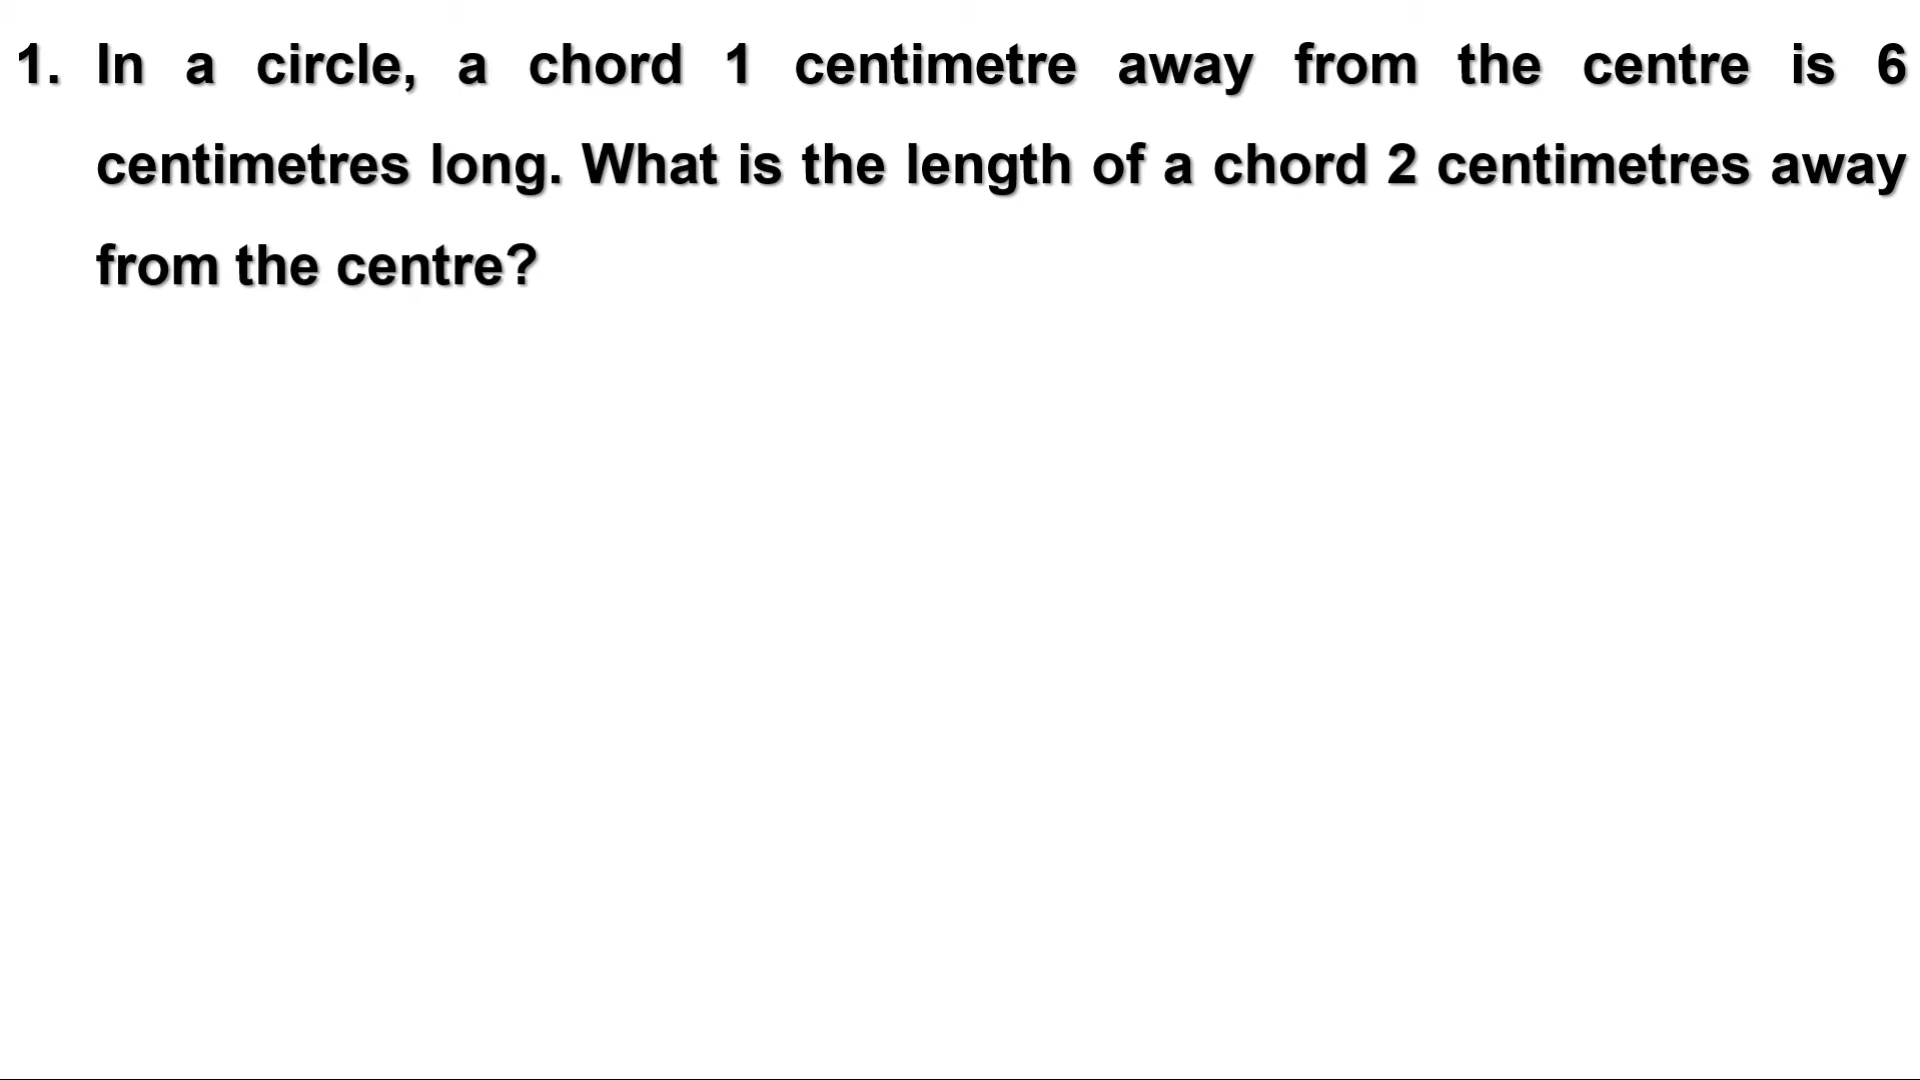 1. In a circle, a chord 1 centimetre away from the centre is 6
centimetres long. What is the length of a chord 2 centimetres away
from the centre?